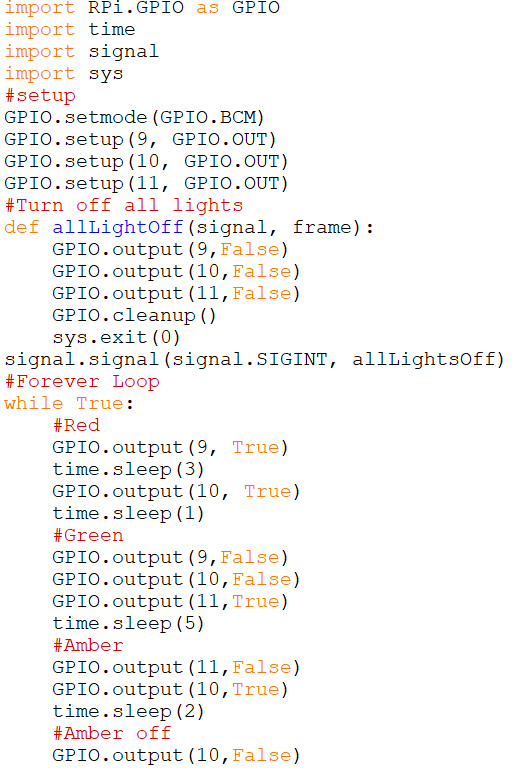 import RPi.GPIO as GPIO
import time
import signal
import sys
#setup
GPIO.setmode(GPIO.BCM)
GPIO.setup(9, GPIO.OUT)
GPIO.setup(10, GPIO.OUT)
GPIO.setup(11, GPIO.OUT)
#Turn off all lights
def allLightOff(signal, frame):
    GPIO.output(9,False)
    GPIO.output(10,False)
    GPIO.output(11,False)
    GPIO.cleanup()
    sys.exit(0)
signal.signal(signal.SIGINT, allLightsOff)
#Forever Loop
while True:
    #Red
    GPIO.output(9, True)
    time.sleep(3)
    GPIO.output(10, True)
    time.sleep(1)
    #Green
    GPIO.output(9,False)
    GPIO.output(10,False)
    GPIO.output(11,True)
    time.sleep(5)
    #Amber
    GPIO.output(11,False)
    GPIO.output(10,True)
    time.sleep(2)
    #Amber off
    GPIO.output(10,False)